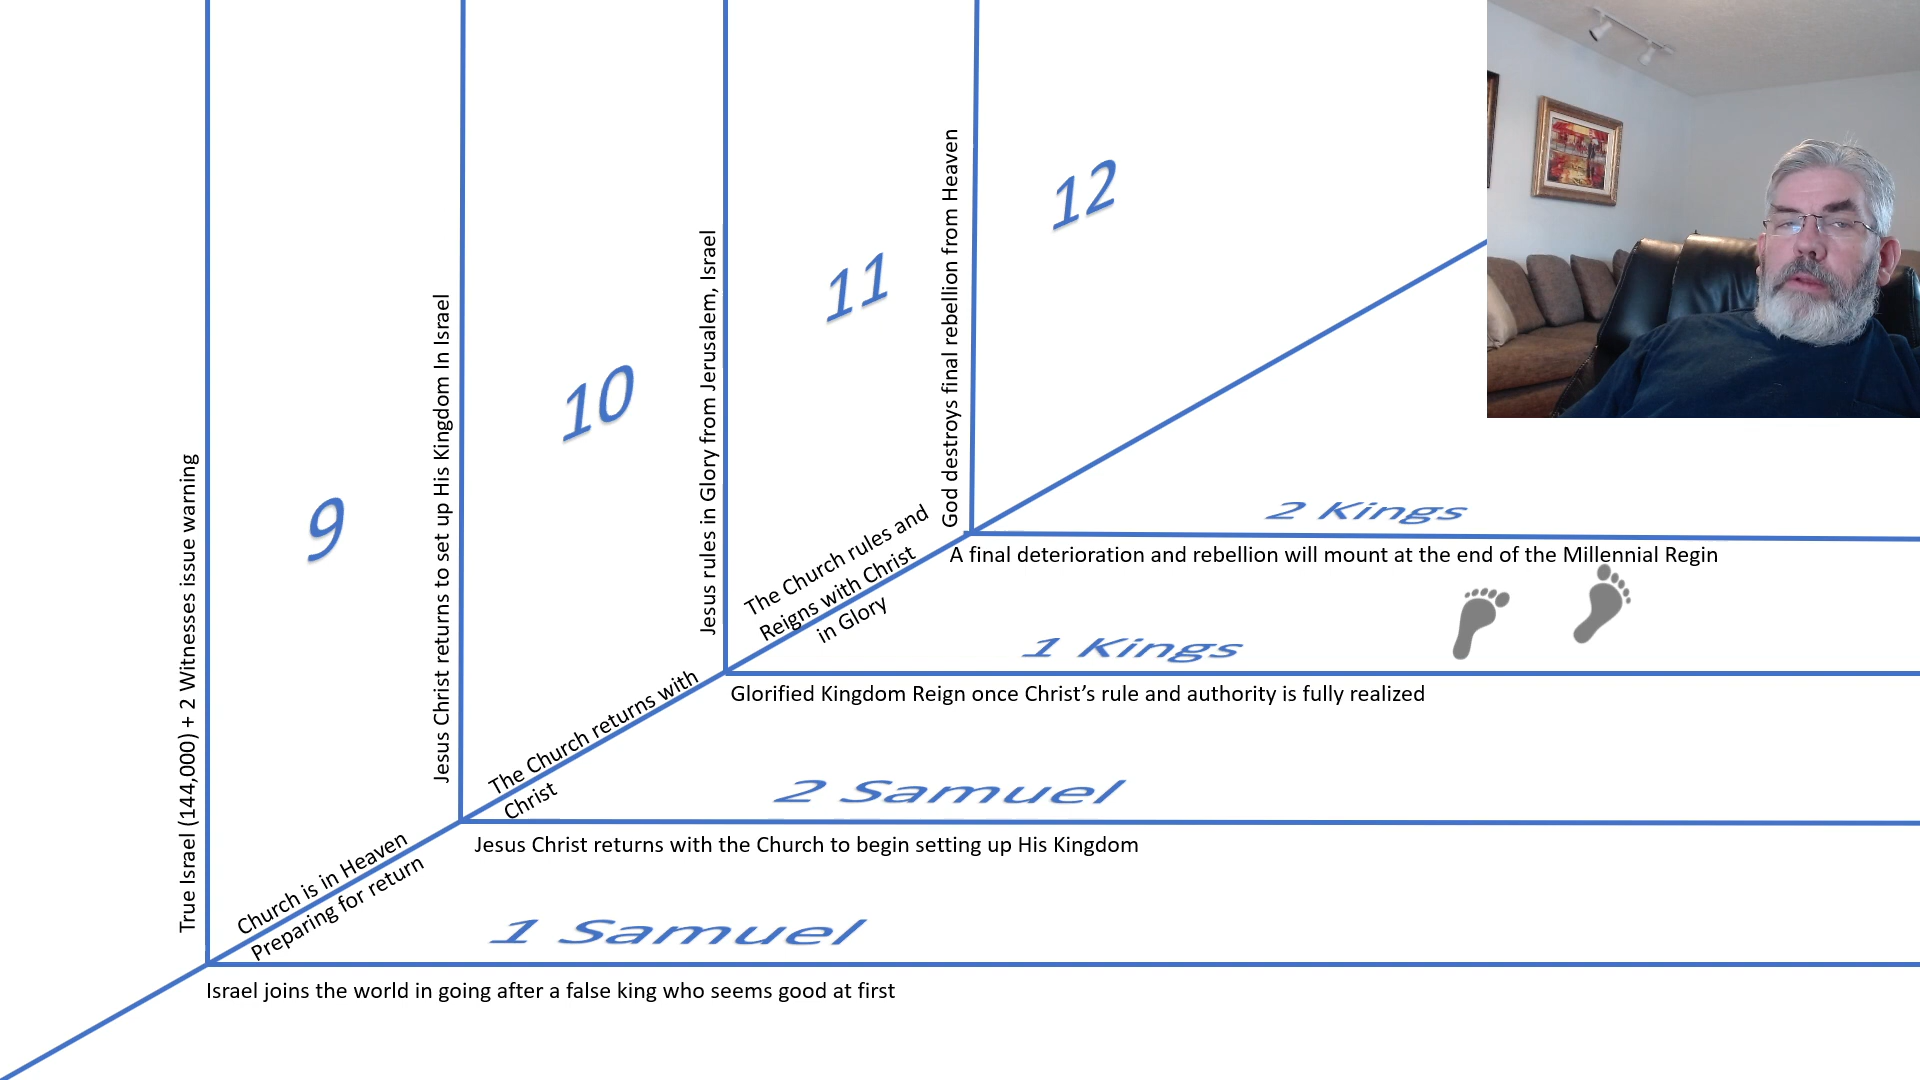 9
10
11
12
True Israel (144,000) + 2 Witnesses issue warning
Jesus Christ returns to set up His Kingdom In Israel
Jesus rules in Glory from Jerusalem, Israel
God destroys final rebellion from Heaven
Church is in Heaven
Preparing for return
The Church returns with
Christ
The Church rules and
Reigns with Christ
in Glory
2 Kings
A final deterioration and rebellion will mount at the end of the Millennial Regin
1 Kings
Glorified Kingdom Reign once Christ’s rule and authority is fully realized
2 Samuel
Jesus Christ returns with the Church to begin setting up His Kingdom
1 Samuel
Israel joins the world in going after a false king who seems good at first